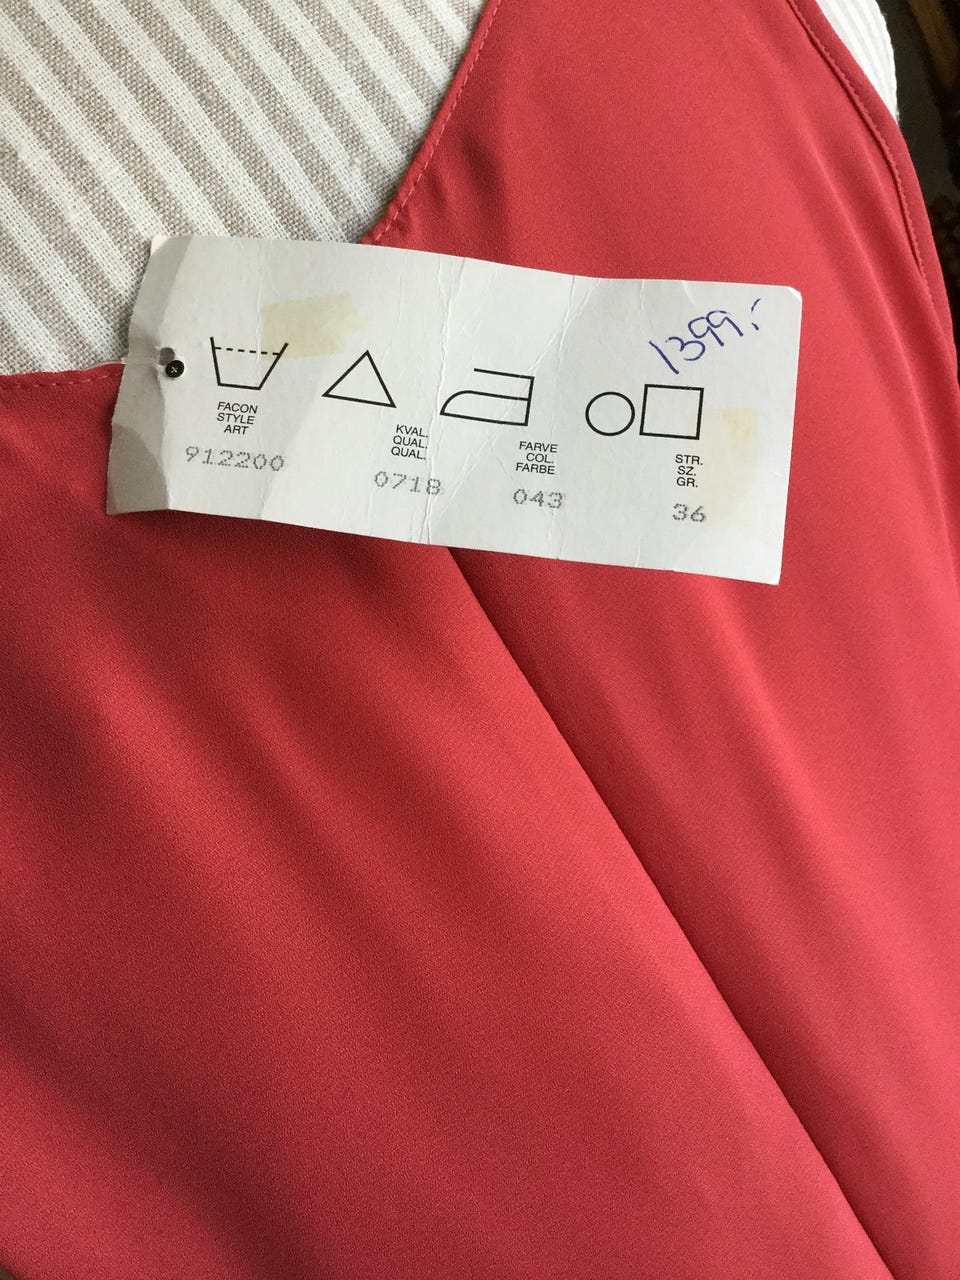 1399.-
FACON
STYLE
ART
912200
KVAL.
QUAL.
QUAL.
0718
FARVE
COL.
FARBE
043
STR.
SZ.
GR.
36